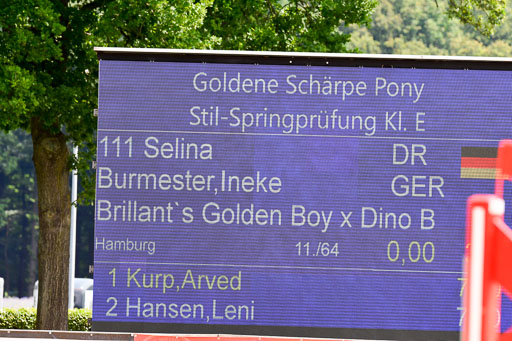 Goldene Schärpe Pony
Stil-Springprüfung Kl. E
111 Selina DR
Burmester,Ineke GER
Brillant`s Golden Boy x Dino B
Hamburg 11./64 0,00
1 Kurp,Arved
2 Hansen,Leni